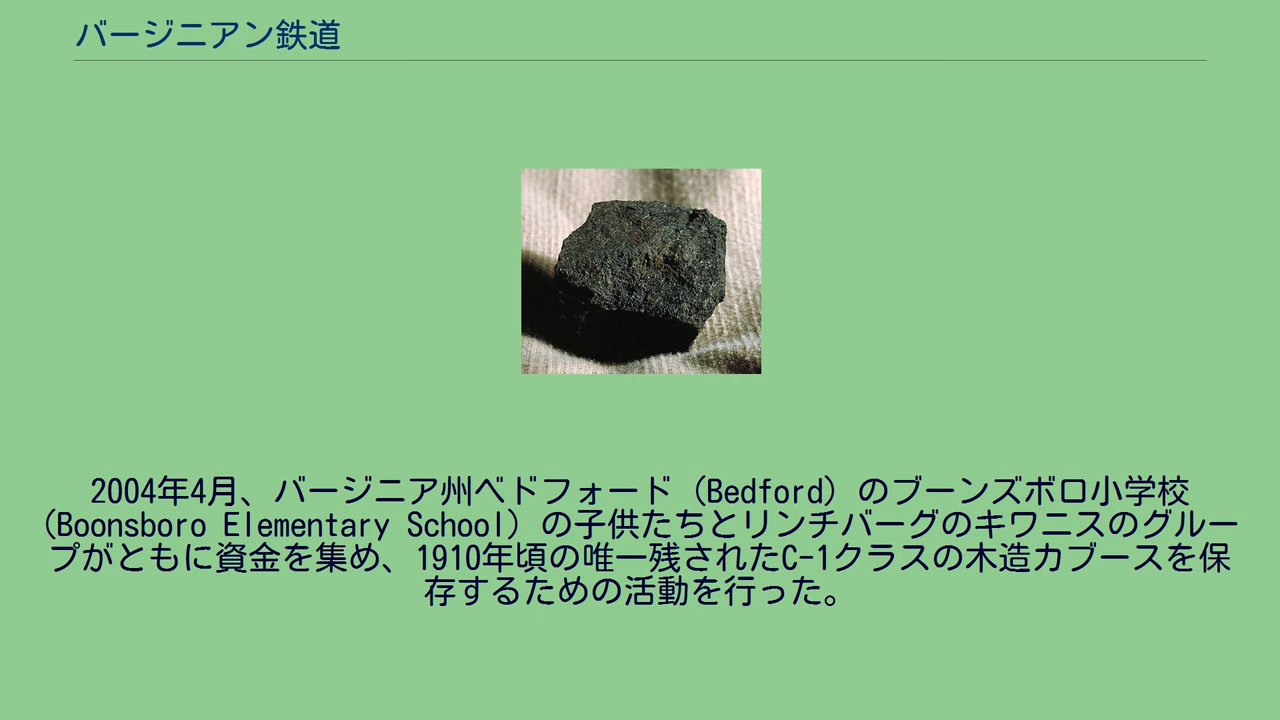 バージニアン鉄道
2004年4月、バージニア州ベドフォード（Bedford）のブーンズボロ小学校
（Boonsboro Elementary School）の子供たちとリンチバーグのキワニスのグルー
プがともに資金を集め、1910年頃の唯一残されたC-1クラスの木造カブースを保
存するための活動を行った。